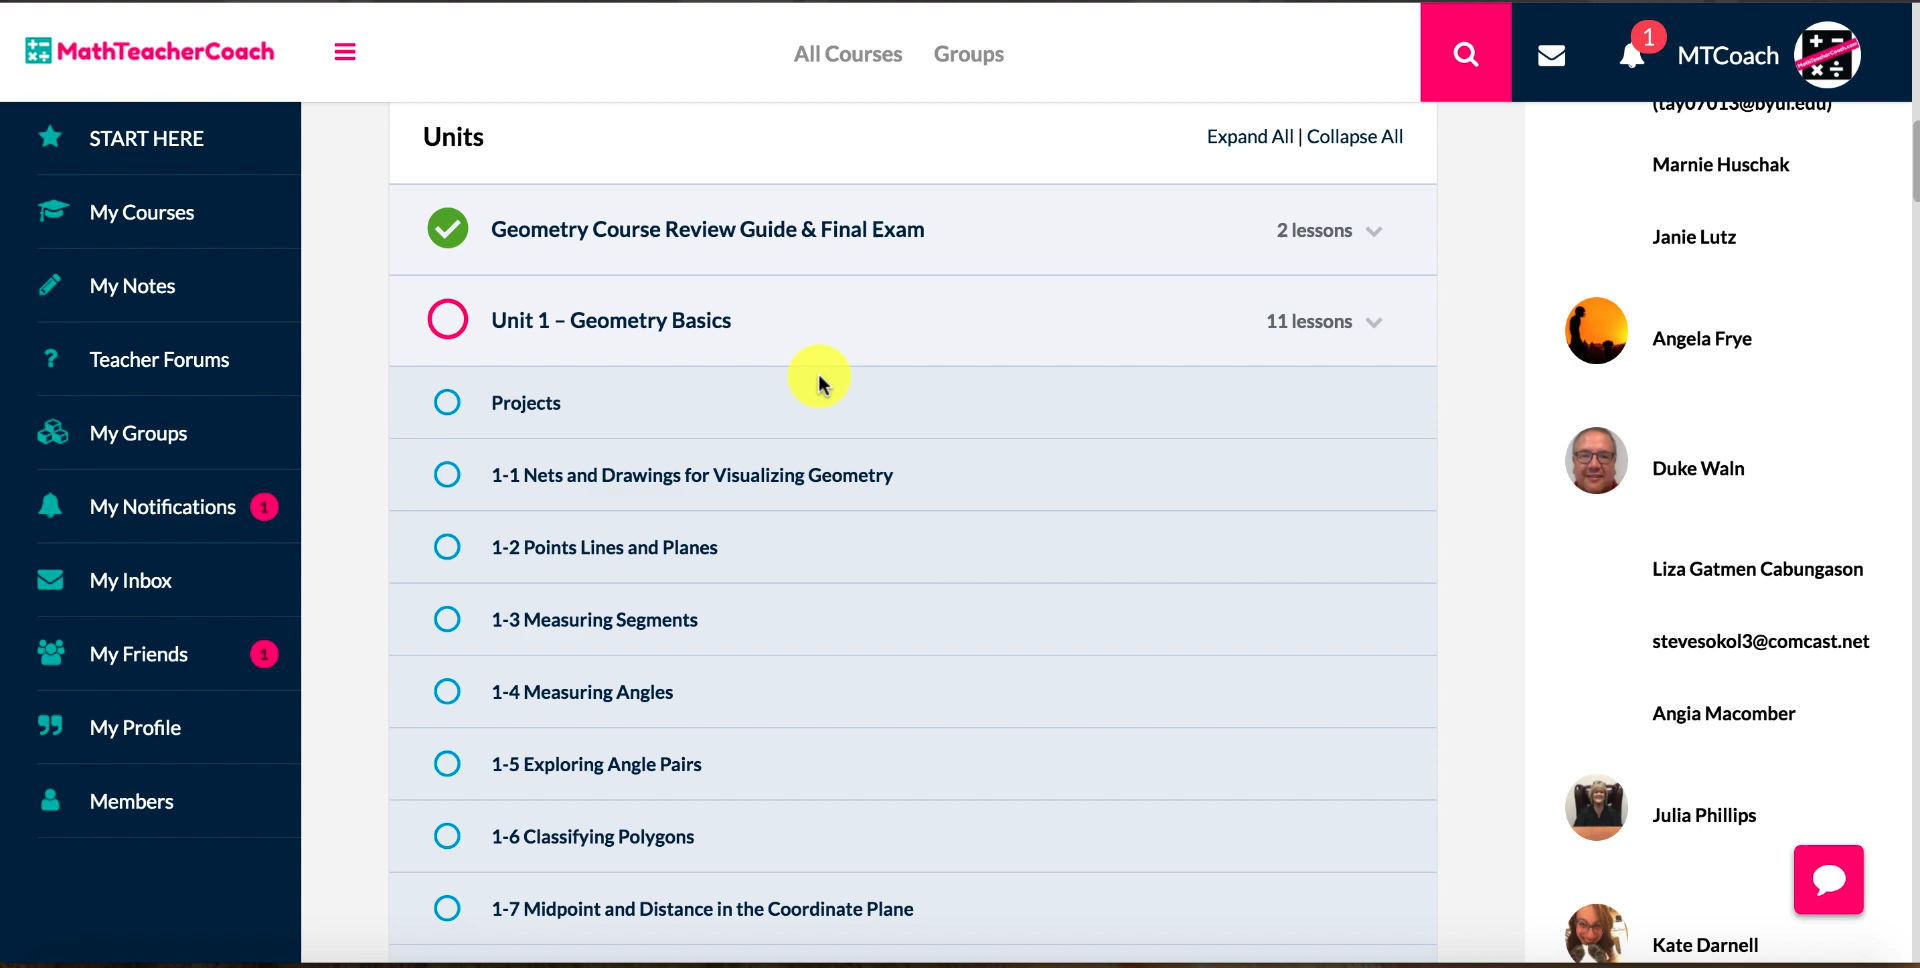 MathTeacherCoach
All Courses
Groups
1
MTCoach
START HERE
My Courses
My Notes
Teacher Forums
My Groups
My Notifications 1
My Inbox
My Friends 1
My Profile
Members
Units
Expand All | Collapse All
Geometry Course Review Guide & Final Exam
2 lessons
Unit 1 – Geometry Basics
11 lessons
Projects
1-1 Nets and Drawings for Visualizing Geometry
1-2 Points Lines and Planes
1-3 Measuring Segments
1-4 Measuring Angles
1-5 Exploring Angle Pairs
1-6 Classifying Polygons
1-7 Midpoint and Distance in the Coordinate Plane
(tay07013@byui.edu)
Marnie Huschak
Janie Lutz
Angela Frye
Duke Waln
Liza Gatmen Cabungason
stevesokol3@comcast.net
Angia Macomber
Julia Phillips
Kate Darnell